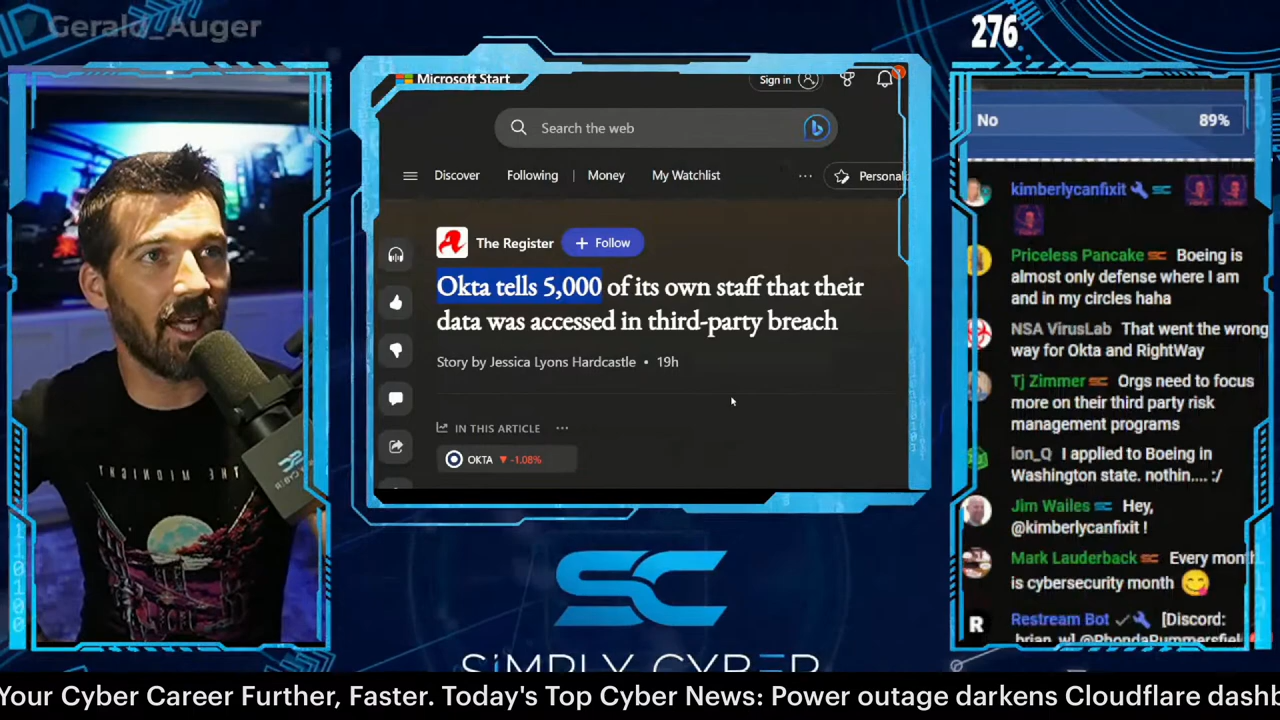 Gerald_Auger
276
Microsoft Start
Sign in
Search the web
Discover
Following
Money
My Watchlist
Personal
The Register
+ Follow
Okta tells 5,000 of its own staff that their
data was accessed in third-party breach
Story by Jessica Lyons Hardcastle • 19h
IN THIS ARTICLE
OKTA ▼ -1.08%
SC
SIMPLY CYBER
No 89%
kimberlycanfixit
Priceless Pancake Boeing is
almost only defense where I am
and in my circles haha
NSA VirusLab That went the wrong
way for Okta and RightWay
Tj Zimmer Orgs need to focus
more on their third party risk
management programs
Ion_Q I applied to Boeing in
Washington state. nothin.... :/
Jim Wailes Hey,
@kimberlycanfixit !
Mark Lauderback Every month
is cybersecurity month
Restream Bot [Discord:
brian_w] @RhondaRummersfiel
Your Cyber Career Further, Faster. Today's Top Cyber News: Power outage darkens Cloudflare dashb